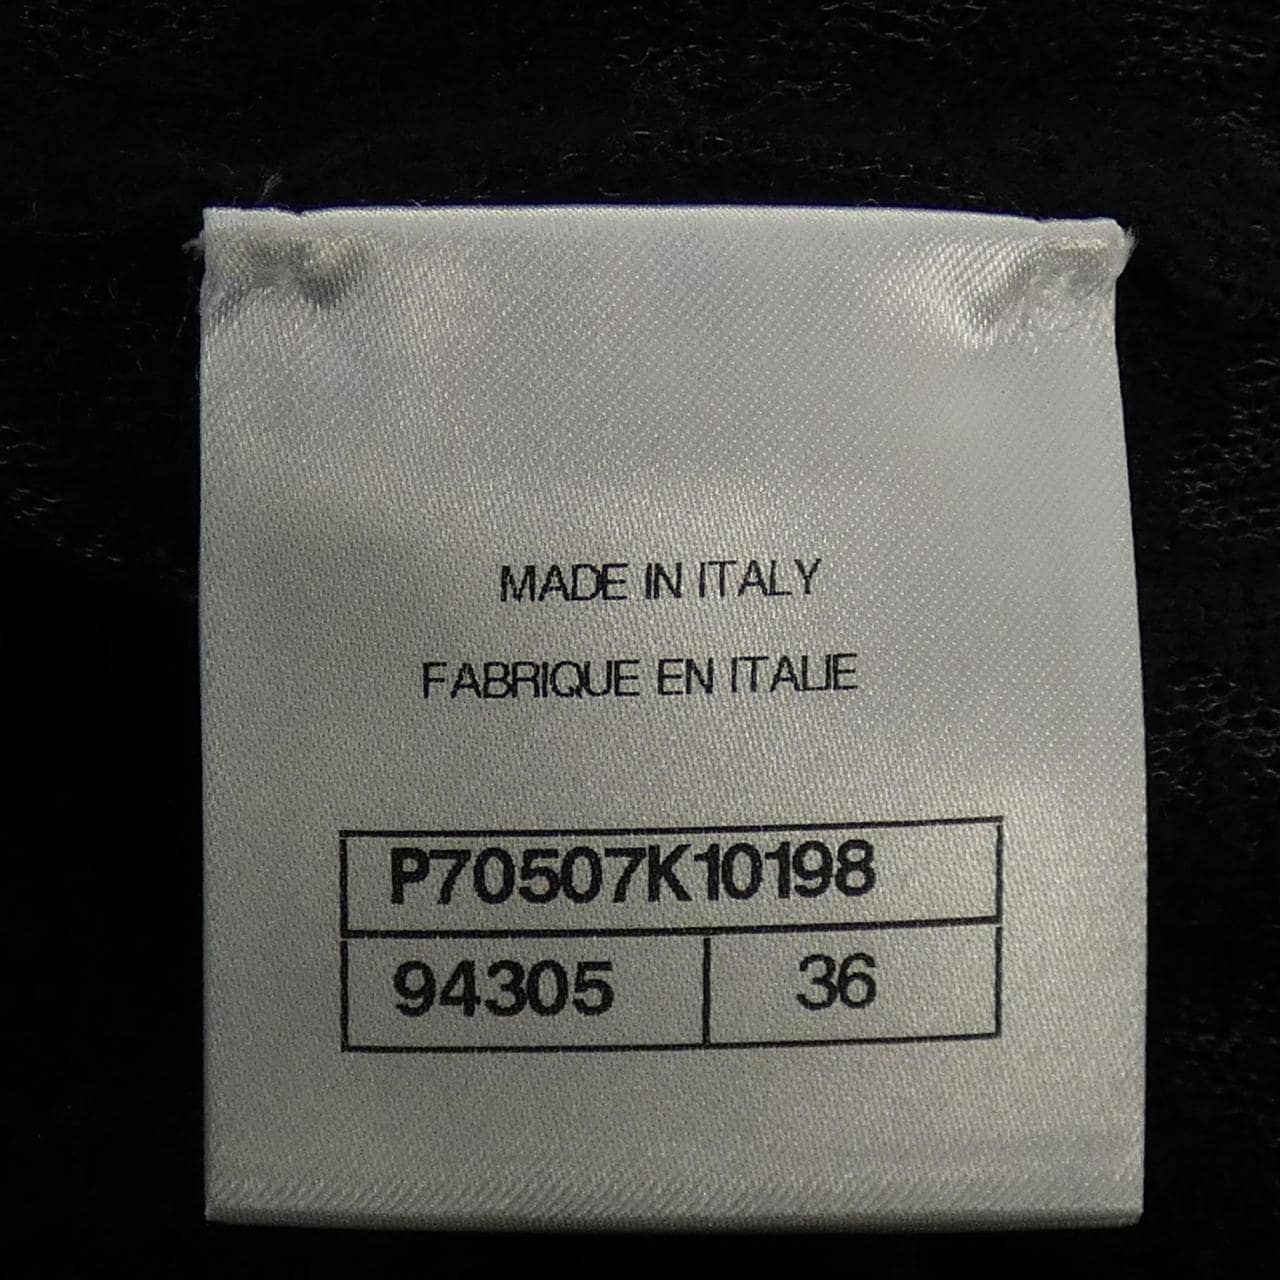 MADE IN ITALY
FABRIQUE EN ITALIE
P70507K10198
94305 36